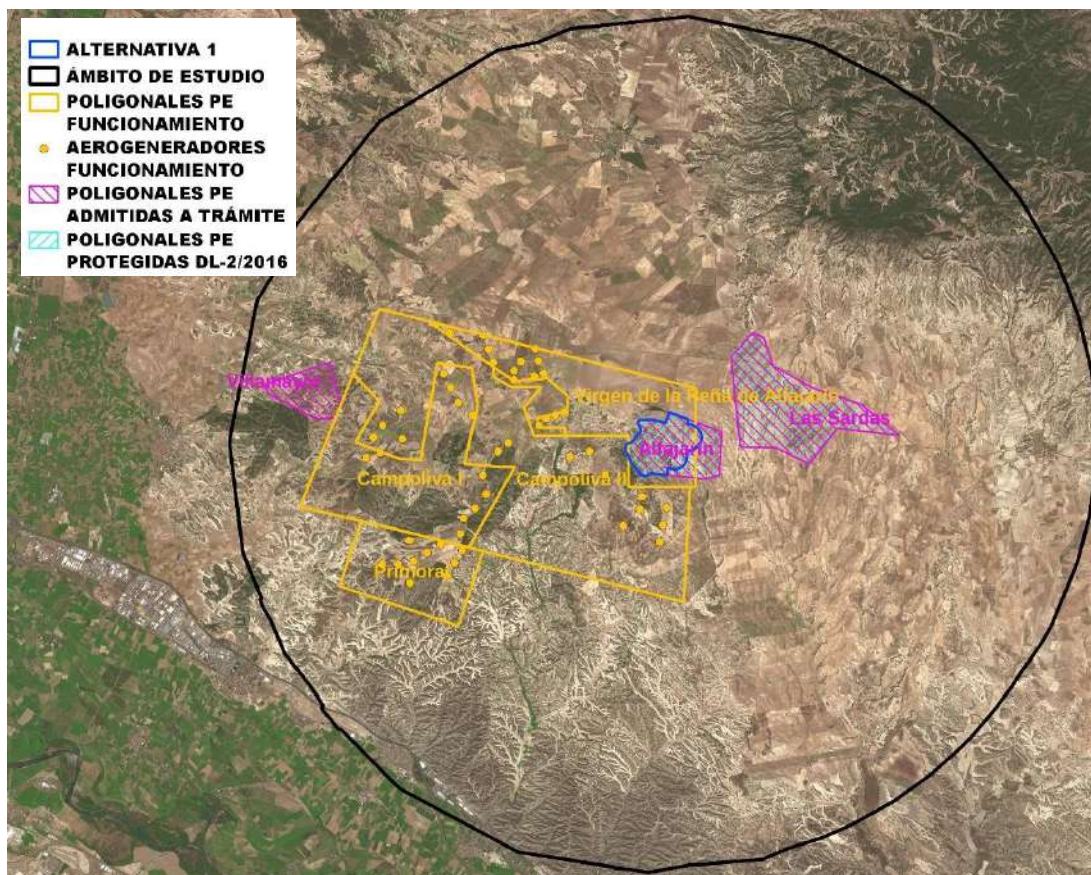 ALTERNATIVA 1
ÁMBITO DE ESTUDIO
POLIGONALES PE
FUNCIONAMIENTO
AEROGENERADORES
FUNCIONAMIENTO
POLIGONALES PE
ADMITIDAS A TRÁMITE
POLIGONALES PE
PROTEGIDAS DL-2/2016
Villamayor
Virgen de la Peña de Alfajarín
Las Sardas
Alfajarín
Campoliva I
Campoliva II
Primoral